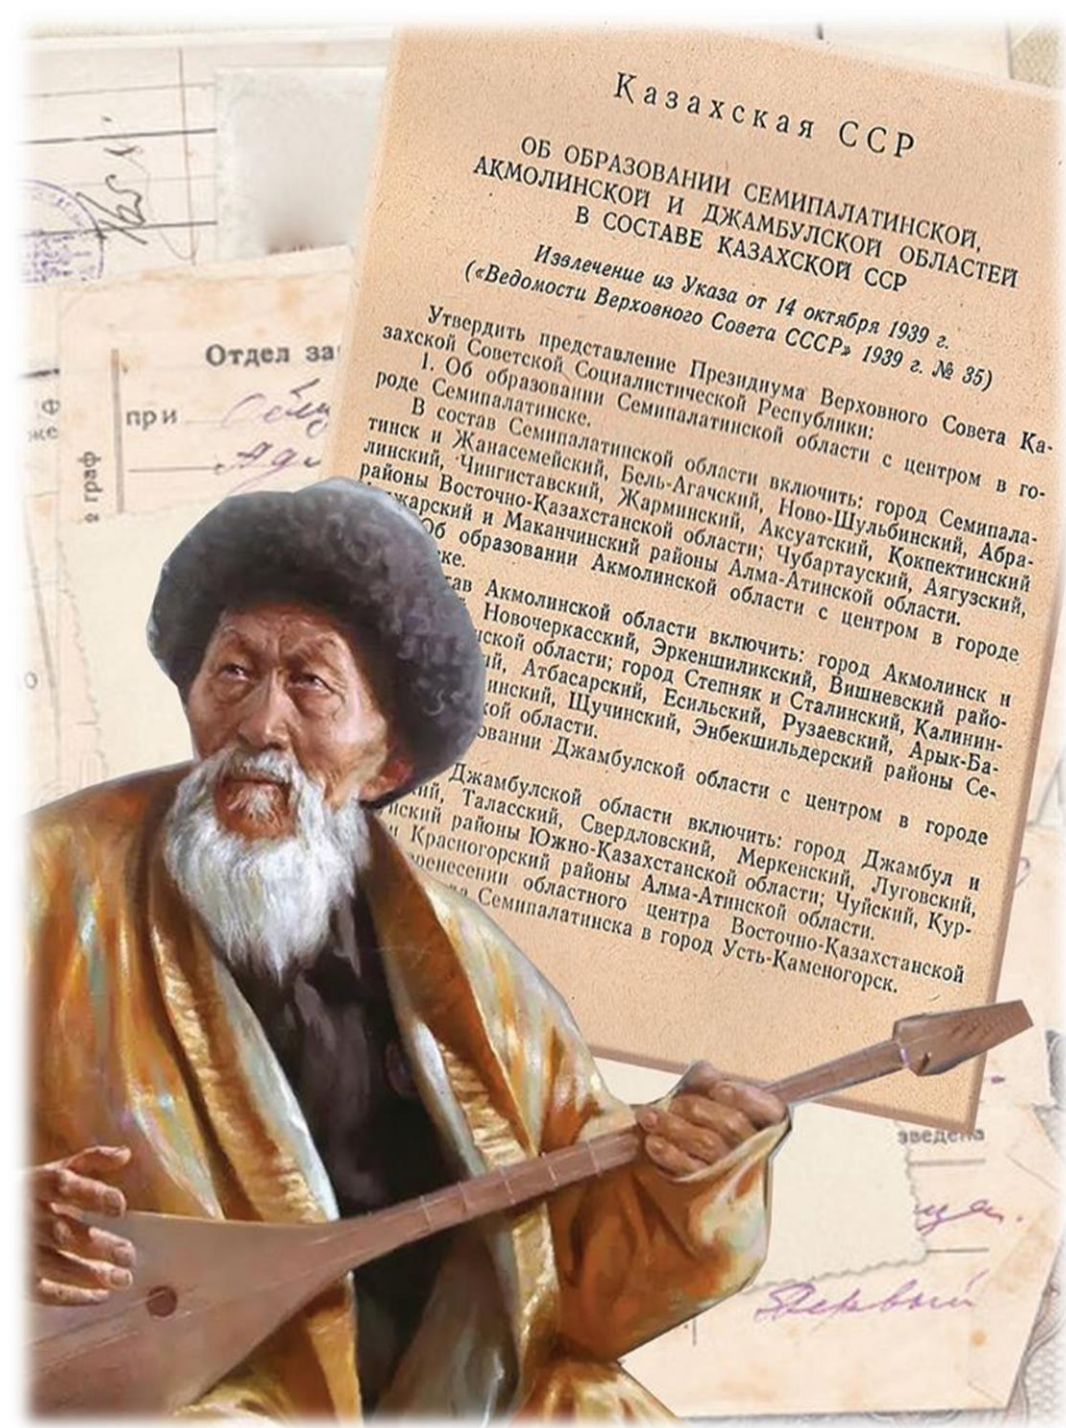 Казахская ССР
ОБ ОБРАЗОВАНИИ СЕМИПАЛАТИНСКОЙ,
АКМОЛИНСКОЙ И ДЖАМБУЛСКОЙ ОБЛАСТЕЙ
В СОСТАВЕ КАЗАХСКОЙ ССР
Извлечение из Указа от 14 октября 1939 г.
(«Ведомости Верховного Совета СССР» 1939 г. № 35)
Утвердить представление Президиума Верховного Совета Ка-
захской Советской Социалистической Республики:
1. Об образовании Семипалатинской области с центром в го-
роде Семипалатинске.
В состав Семипалатинской области включить: город Семипала-
тинск и Жанасемейский, Бель-Агачский, Ново-Шульбинский, Абра-
линский, Чингиставский, Жарминский, Аксуатский, Кокпектинский
районы Восточно-Казахстанской области; Чубартауский, Аягузский,
и Маканчинский районы Алма-Атинской области.
Об образовании Акмолинской области с центром в городе
Акмолинской области включить: город Акмолинск и
Новочеркасский, Эркеншиликский, Вишневский райо-
области; город Степняк и Сталинский, Калинин-
Атбасарский, Есильский, Рузаевский, Арык-Ба-
Щучинский, Энбекшильдерский районы Се-
области.
Джамбулской области с центром в городе
Джамбулской области включить: город Джамбул и
Таласский, Свердловский, Меркенский, Луговский,
районы Южно-Казахстанской области; Чуйский, Кур-
и Красногорский районы Алма-Атинской области.
областного центра Восточно-Казахстанской
Семипалатинска в город Усть-Каменогорск.
Отдел за
при
2 граф
зведена
Первый